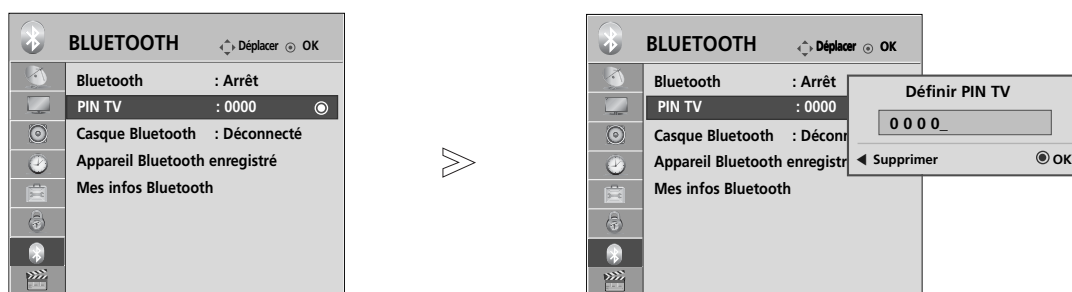 BLUETOOTH Déplacer OK
Bluetooth : Arrêt
PIN TV : 0000
Casque Bluetooth : Déconnecté
Appareil Bluetooth enregistré
Mes infos Bluetooth
BLUETOOTH Déplacer OK
Bluetooth : Arrêt
PIN TV : 0000
Casque Bluetooth : Déconn
Appareil Bluetooth enregistr
Mes infos Bluetooth
Définir PIN TV
0 0 0 0_
◀ Supprimer OK